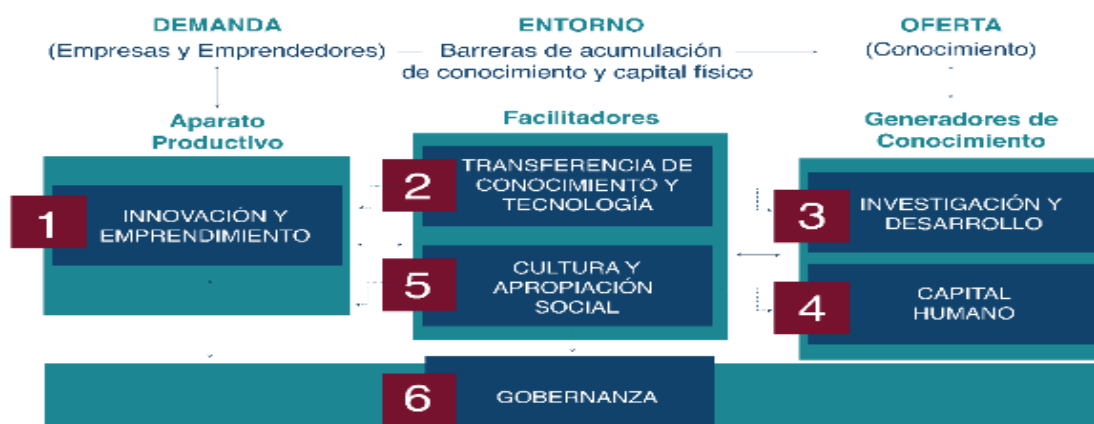 DEMANDA
(Empresas y Emprendedores)
ENTORNO
Barreras de acumulación
de conocimiento y capital físico
OFERTA
(Conocimiento)
Aparato
Productivo
Facilitadores
Generadores de
Conocimiento
1
INNOVACIÓN Y
EMPRENDIMIENTO
2
TRANSFERENCIA DE
CONOCIMIENTO Y
TECNOLOGÍA
3
INVESTIGACIÓN Y
DESARROLLO
5
CULTURA Y
APROPIACIÓN
SOCIAL
4
CAPITAL
HUMANO
6
GOBERNANZA